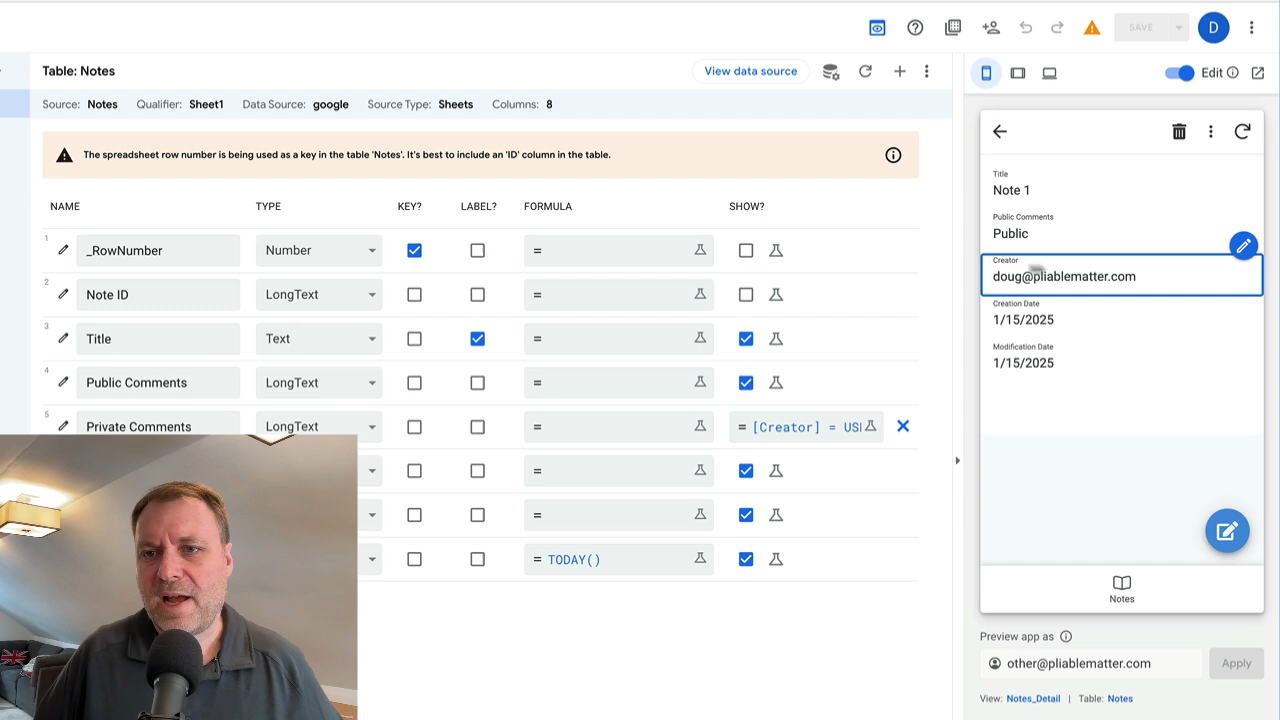 D
SAVE
Table: Notes
View data source
Edit
Source: Notes Qualifier: Sheet1 Data Source: google Source Type: Sheets Columns: 8
The spreadsheet row number is being used as a key in the table 'Notes'. It's best to include an 'ID' column in the table.
NAME TYPE KEY? LABEL? FORMULA SHOW?
1 _RowNumber Number =
2 Note ID LongText =
3 Title Text =
4 Public Comments LongText =
5 Private Comments LongText = = [Creator] = USE
=
=
= TODAY()
Title
Note 1
Public Comments
Public
Creator
doug@pliablematter.com
Creation Date
1/15/2025
Modification Date
1/15/2025
Notes
Preview app as
other@pliablematter.com Apply
View: Notes_Detail | Table: Notes